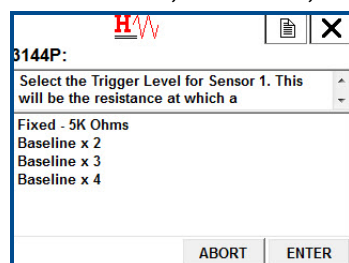 H
3144P:
Select the Trigger Level for Sensor 1. This
will be the resistance at which a
Fixed - 5K Ohms
Baseline x 2
Baseline x 3
Baseline x 4
ABORT ENTER